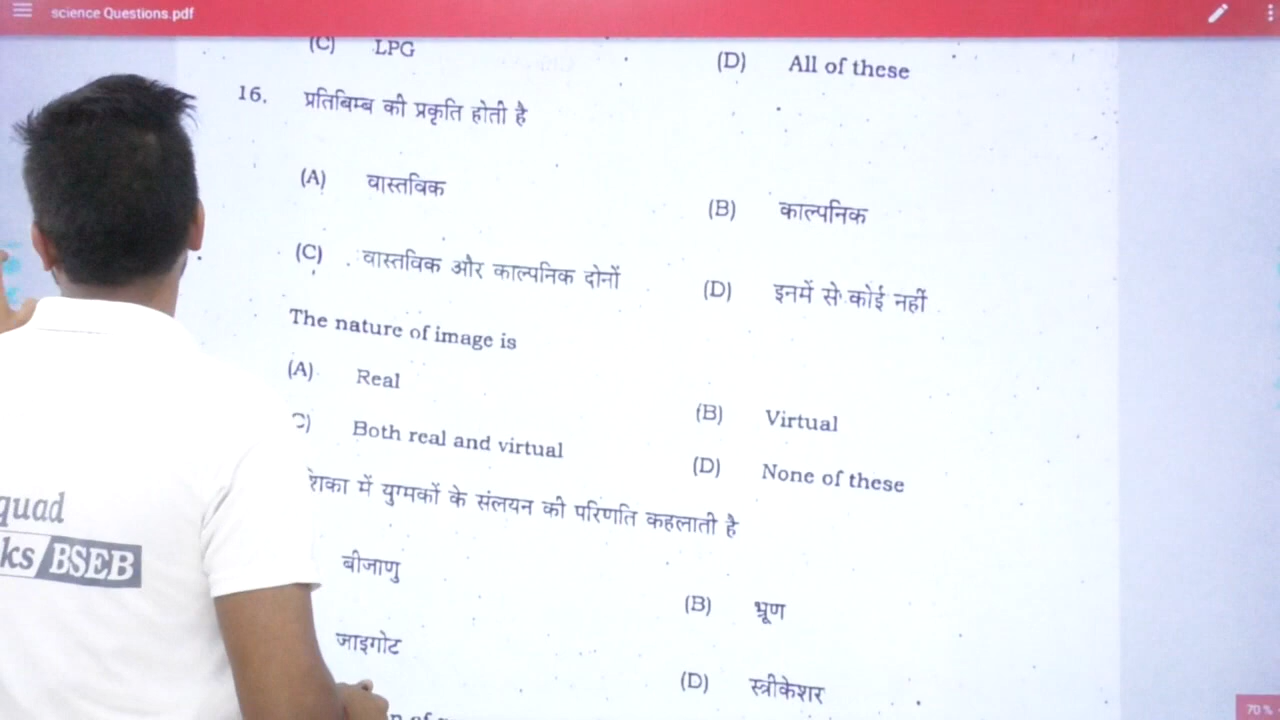 science Questions.pdf
(C) LPG
(D) All of these
16. प्रतिबिम्ब की प्रकृति होती है
(A) वास्तविक
(B) काल्पनिक
(C) वास्तविक और काल्पनिक दोनों
(D) इनमें से कोई नहीं
The nature of image is
(A) Real
(B) Virtual
C) Both real and virtual
(D) None of these
में युग्मकों के संलयन की परिणति कहलाती है
बीजाणु
(B) भ्रूण
जाइगोट
(D) स्त्रीकेशर
quad
ks BSEB
70 %